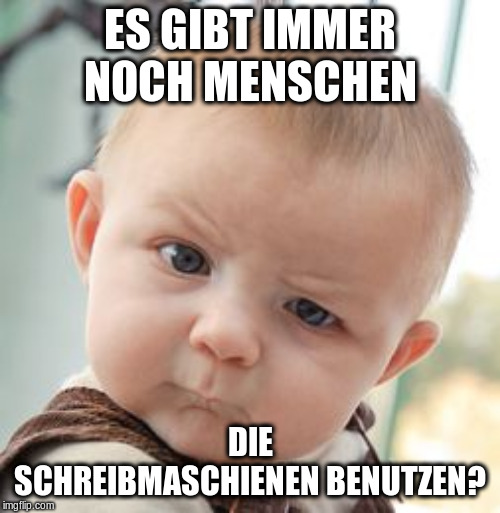 ES GIBT IMMER
NOCH MENSCHEN
DIE
SCHREIBMASCHIENEN BENUTZEN?
imgflip.com